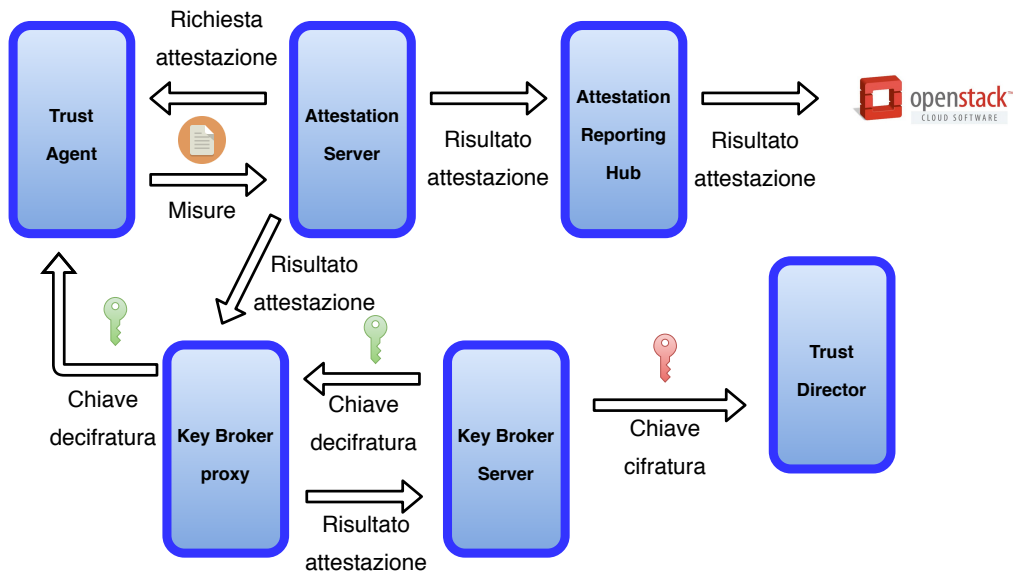 Richiesta
attestazione
Trust
Agent
Misure
Attestation
Server
Risultato
attestazione
Attestation
Reporting
Hub
Risultato
attestazione
openstack™
CLOUD SOFTWARE
Risultato
attestazione
Chiave
decifratura
Key Broker
proxy
Chiave
decifratura
Risultato
attestazione
Key Broker
Server
Chiave
cifratura
Trust
Director